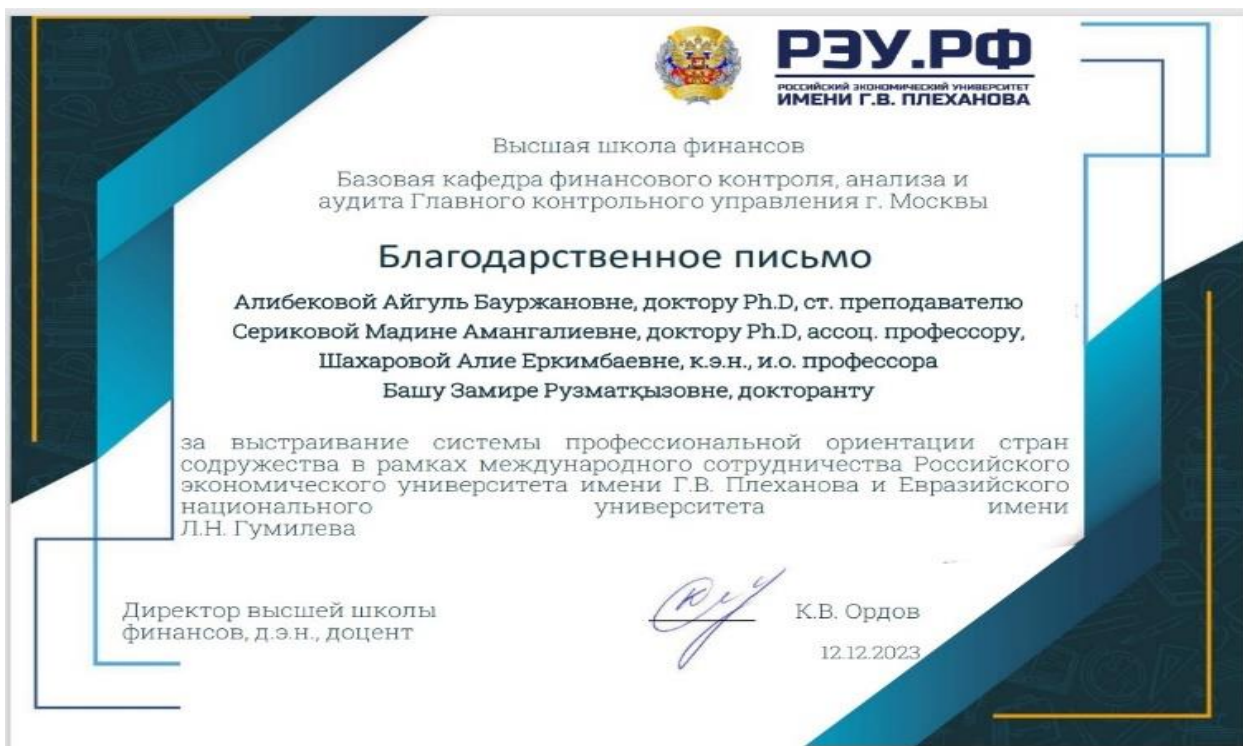 РЭУ.РФ
РОССИЙСКИЙ ЭКОНОМИЧЕСКИЙ УНИВЕРСИТЕТ
ИМЕНИ Г.В. ПЛЕХАНОВА
Высшая школа финансов
Базовая кафедра финансового контроля, анализа и
аудита Главного контрольного управления г. Москвы
Благодарственное письмо
Алибековой Айгуль Бауржановне, доктору Ph.D, ст. преподавателю
Сериковой Мадине Амангалиевне, доктору Ph.D, ассоц. профессору,
Шахаровой Алие Еркимбаевне, к.э.н., и.о. профессора
Башу Замире Рузматқызовне, докторанту
за выстраивание системы профессиональной ориентации стран
содружества в рамках международного сотрудничества Российского
экономического университета имени Г.В. Плеханова и Евразийского
национального университета имени
Л.Н. Гумилева
Директор высшей школы
финансов, д.э.н., доцент
К.В. Ордов
12.12.2023